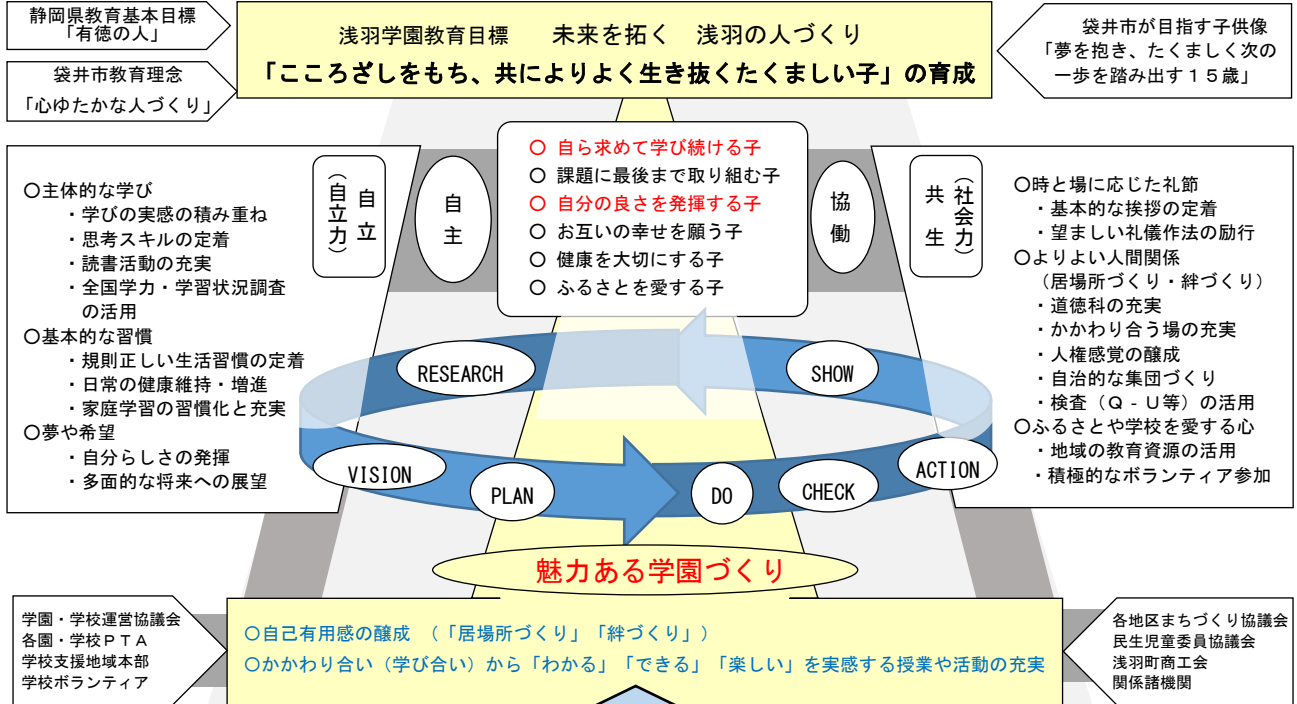 静岡県教育基本目標
「有徳の人」
袋井市教育理念
「心ゆたかな人づくり」
浅羽学園教育目標　未来を拓く　浅羽の人づくり
「こころざしをもち、共によりよく生き抜くたくましい子」の育成
袋井市が目指す子供像
「夢を抱き、たくましく次の
一歩を踏み出す１５歳」
〇主体的な学び
・学びの実感の積み重ね
・思考スキルの定着
・読書活動の充実
・全国学力・学習状況調査
の活用
〇基本的な習慣
・規則正しい生活習慣の定着
・日常の健康維持・増進
・家庭学習の習慣化と充実
〇夢や希望
・自分らしさの発揮
・多面的な将来への展望
自立
（自立力）
自主
〇 自ら求めて学び続ける子
〇 課題に最後まで取り組む子
〇 自分の良さを発揮する子
〇 お互いの幸せを願う子
〇 健康を大切にする子
〇 ふるさとを愛する子
協働
（社会力）
共生
〇時と場に応じた礼節
・基本的な挨拶の定着
・望ましい礼儀作法の励行
〇よりよい人間関係
（居場所づくり・絆づくり）
・道徳科の充実
・かかわり合う場の充実
・人権感覚の醸成
・自治的な集団づくり
・検査（Ｑ‐Ｕ等）の活用
〇ふるさとや学校を愛する心
・地域の教育資源の活用
・積極的なボランティア参加
RESEARCH
SHOW
VISION
PLAN
DO
CHECK
ACTION
魅力ある学園づくり
学園・学校運営協議会
各園・学校ＰＴＡ
学校支援地域本部
学校ボランティア
〇自己有用感の醸成　（「居場所づくり」「絆づくり」）
〇かかわり合い（学び合い）から「わかる」「できる」「楽しい」を実感する授業や活動の充実
各地区まちづくり協議会
民生児童委員協議会
浅羽町商工会
関係諸機関